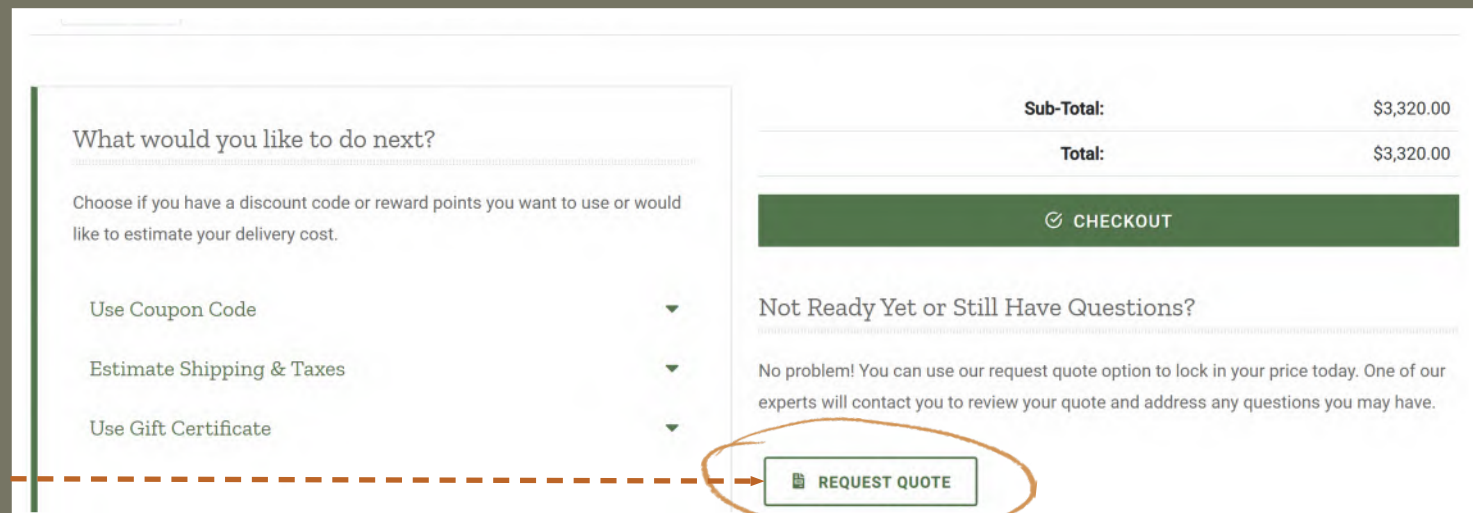 What would you like to do next?
Choose if you have a discount code or reward points you want to use or would
like to estimate your delivery cost.
Use Coupon Code
Estimate Shipping & Taxes
Use Gift Certificate
Sub-Total: $3,320.00
Total: $3,320.00
CHECKOUT
Not Ready Yet or Still Have Questions?
No problem! You can use our request quote option to lock in your price today. One of our
experts will contact you to review your quote and address any questions you may have.
REQUEST QUOTE